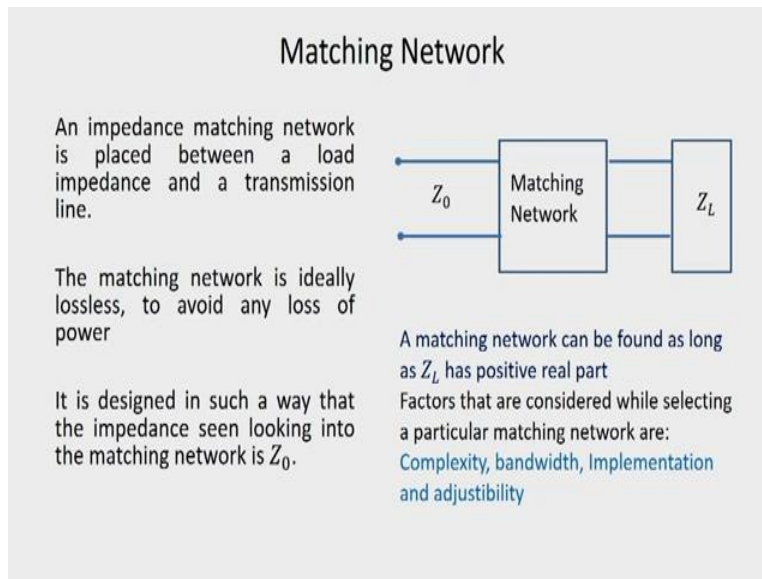 Matching Network
An impedance matching network
is placed between a load
impedance and a transmission
line.
The matching network is ideally
lossless, to avoid any loss of
power
It is designed in such a way that
the impedance seen looking into
the matching network is Z₀.
Z₀
Matching
Network
Z_L
A matching network can be found as long
as Z_L has positive real part
Factors that are considered while selecting
a particular matching network are:
Complexity, bandwidth, Implementation
and adjustibility